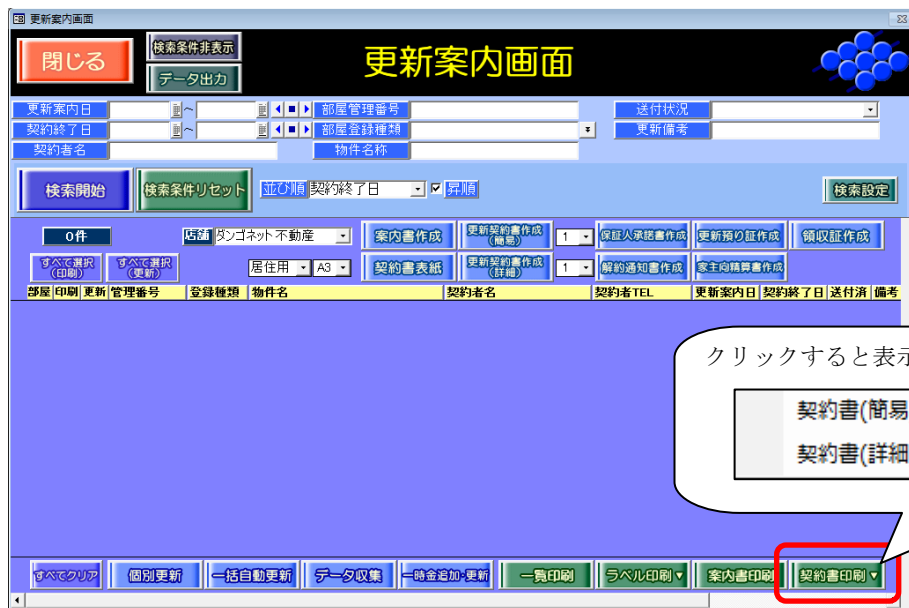 更新案内画面
閉じる
検索条件非表示
データ出力
更新案内画面
更新案内日 ~ 部屋管理番号 送付状況
契約終了日 ~ 部屋登録種類 更新備考
契約者名 物件名称
検索開始 検索条件リセット 並び順 契約終了日 昇順 検索設定
0件 店舗 ダンゴネット不動産 案内書作成 更新契約書作成(簡易) 1 保証人承諾書作成 更新預り証作成 領収証作成
すべて選択(印刷) すべて選択(更新) 居住用 A3 契約書表紙 更新契約書作成(詳細) 1 解約通知書作成 家主向精算書作成
部屋 印刷 更新 管理番号 登録種類 物件名 契約者名 契約者TEL 更新案内日 契約終了日 送付済 備考
クリックすると表示
契約書(簡易
契約書(詳細
すべてクリア 個別更新 一括自動更新 データ収集 一時金追加・更新 一覧印刷 ラベル印刷▼ 案内書印刷 契約書印刷▼